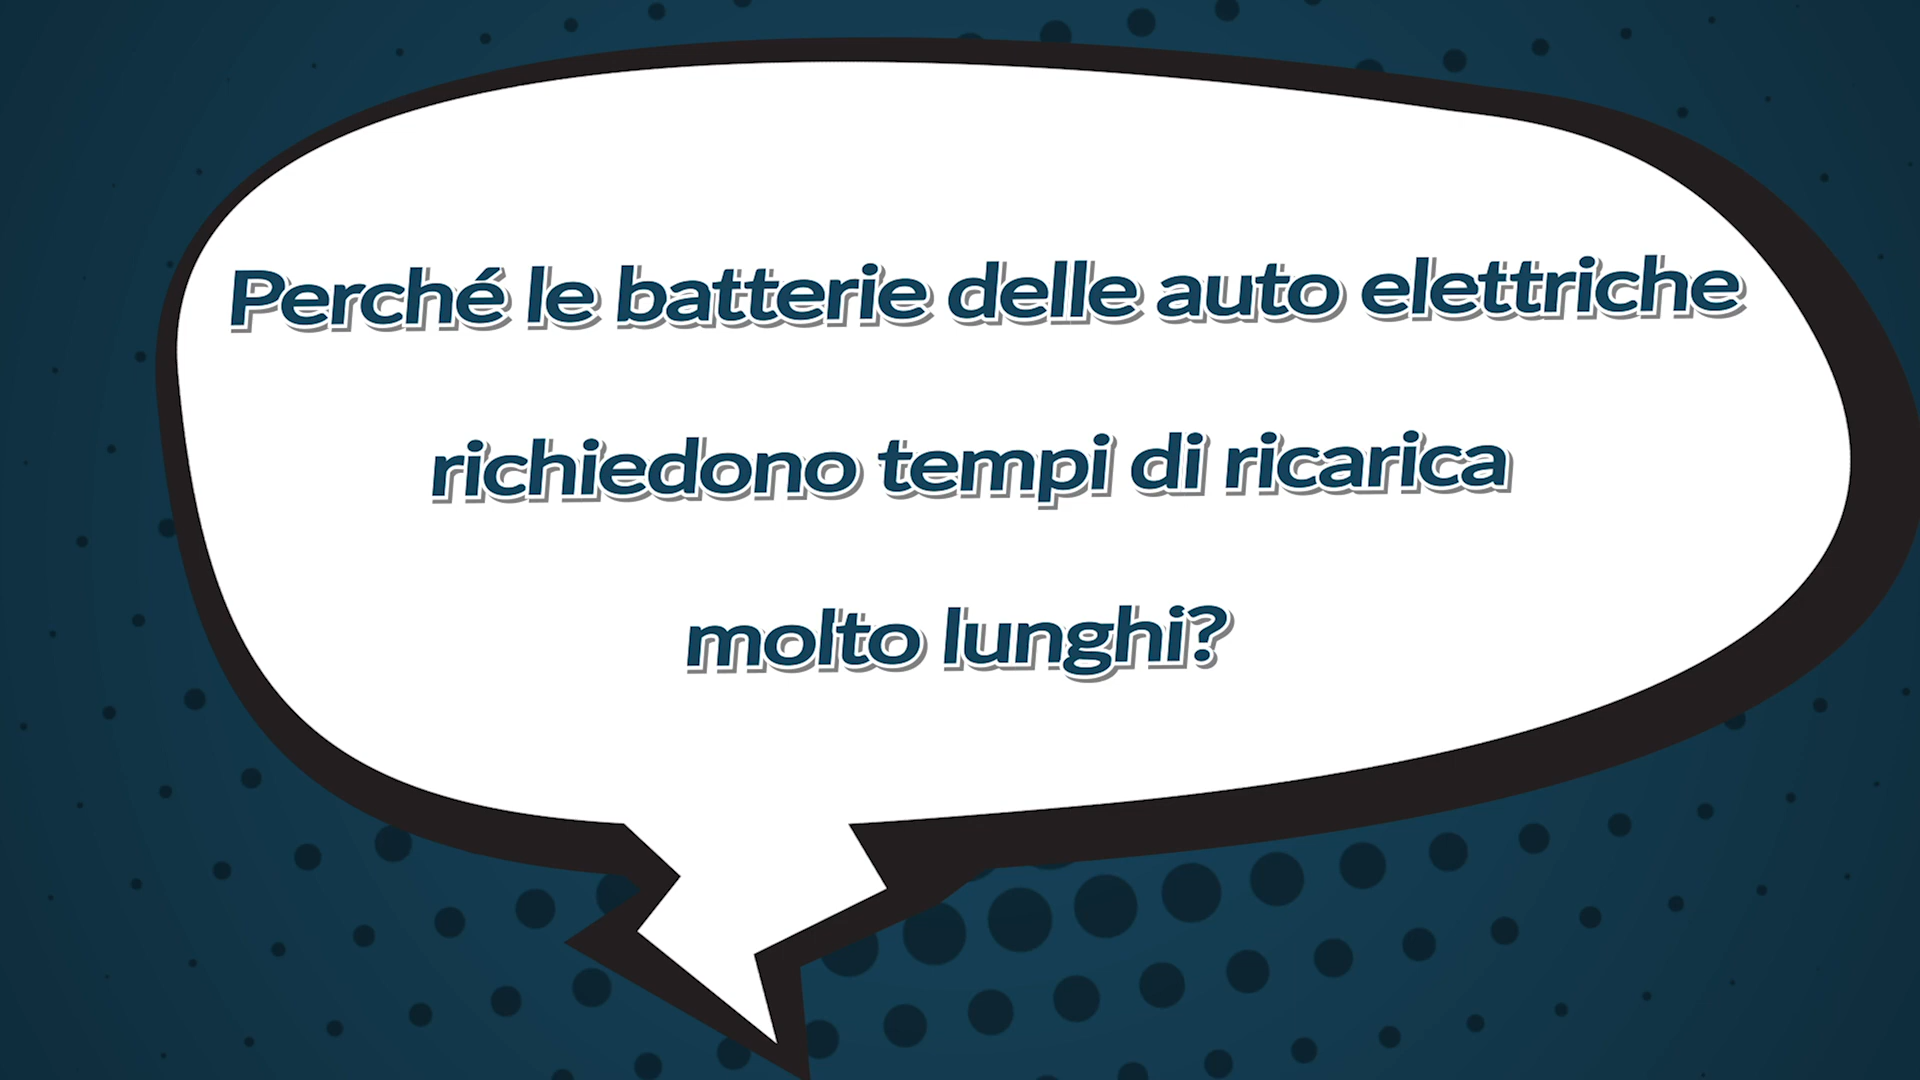 Perché le batterie delle auto elettriche
richiedono tempi di ricarica
molto lunghi?